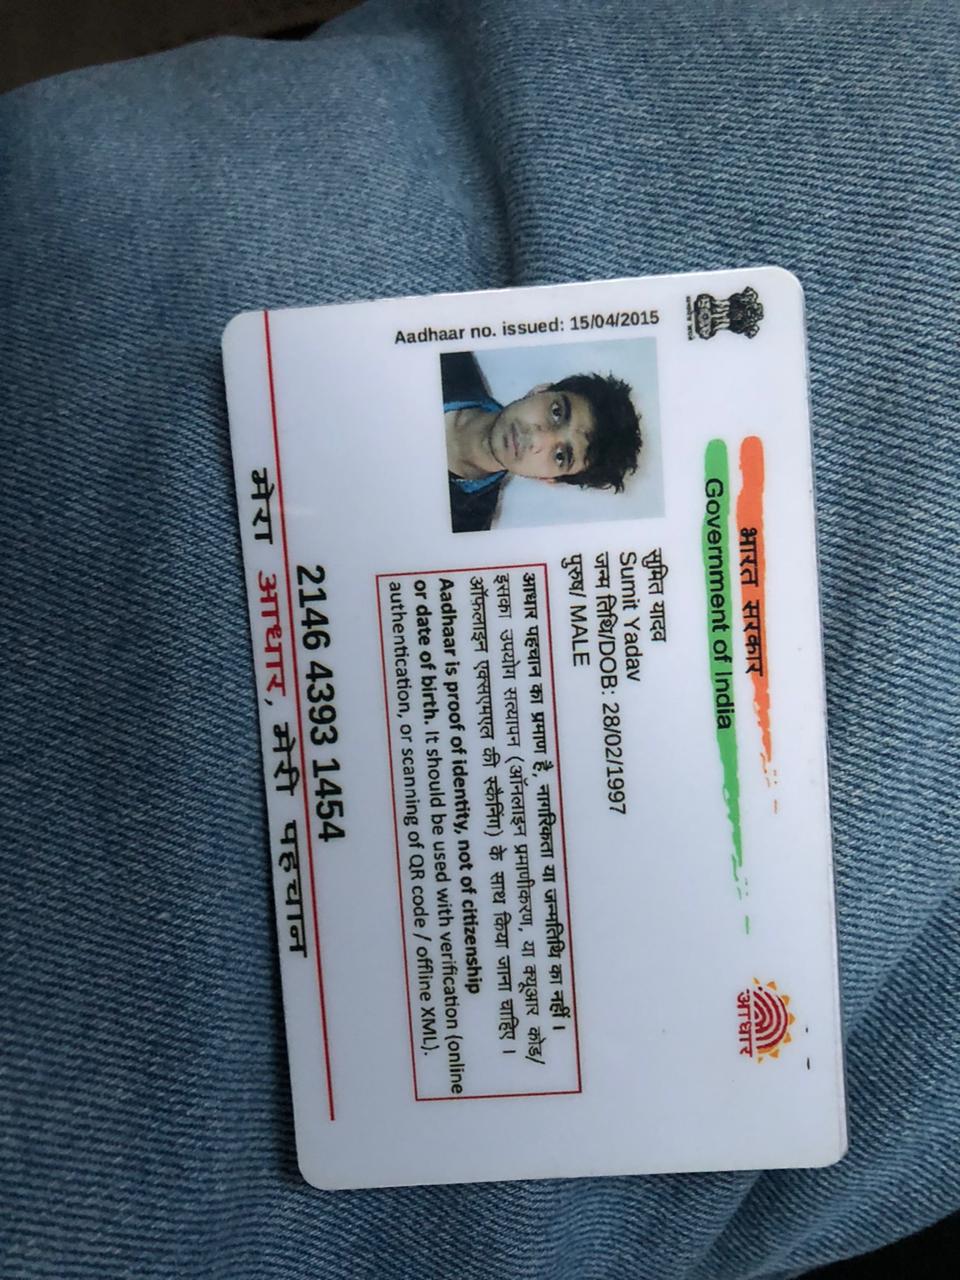 भारत सरकार
Government of India
आधार
Aadhaar no. issued: 15/04/2015
सुमित यादव
Sumit Yadav
जन्म तिथि/DOB: 28/02/1997
पुरुष/ MALE
आधार पहचान का प्रमाण है, नागरिकता या जन्मतिथि का नहीं ।
इसका उपयोग सत्यापन (ऑनलाइन प्रमाणीकरण, या क्यूआर कोड/
ऑफलाइन एक्सएमएल की स्कैनिंग) के साथ किया जाना चाहिए ।
Aadhaar is proof of identity, not of citizenship
or date of birth. It should be used with verification (online
authentication, or scanning of QR code / offline XML).
2146 4393 1454
मेरा आधार, मेरी पहचान